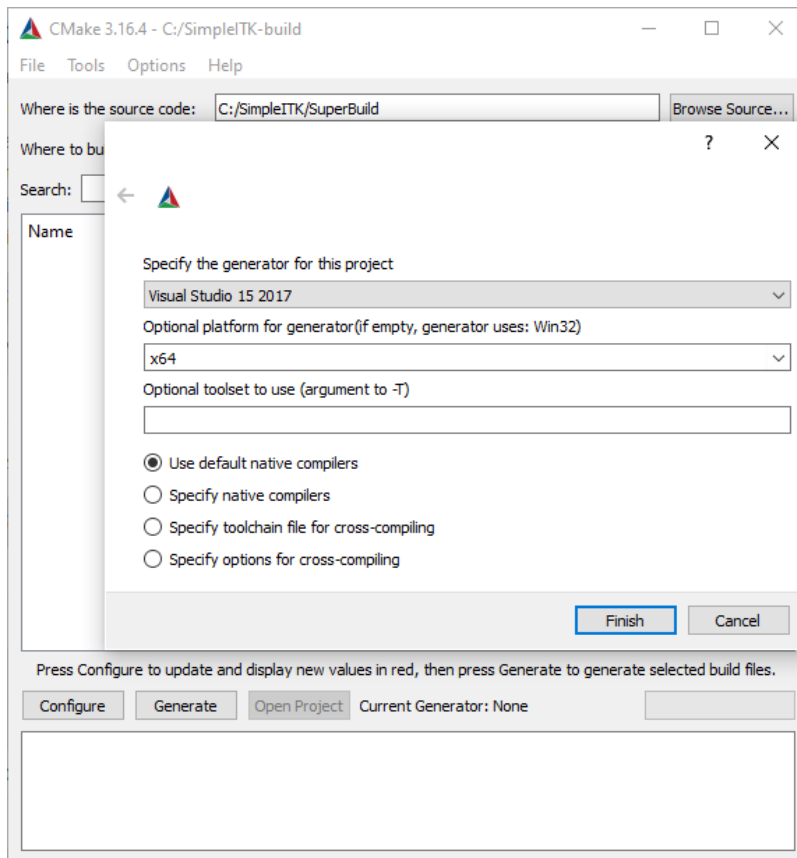 CMake 3.16.4 - C:/SimpleITK-build
File Tools Options Help
Where is the source code: C:/SimpleITK/SuperBuild Browse Source...
Where to bu
?
Search:
Name
Specify the generator for this project
Visual Studio 15 2017
Optional platform for generator(if empty, generator uses: Win32)
x64
Optional toolset to use (argument to -T)
Use default native compilers
Specify native compilers
Specify toolchain file for cross-compiling
Specify options for cross-compiling
Finish Cancel
Press Configure to update and display new values in red, then press Generate to generate selected build files.
Configure Generate Open Project Current Generator: None